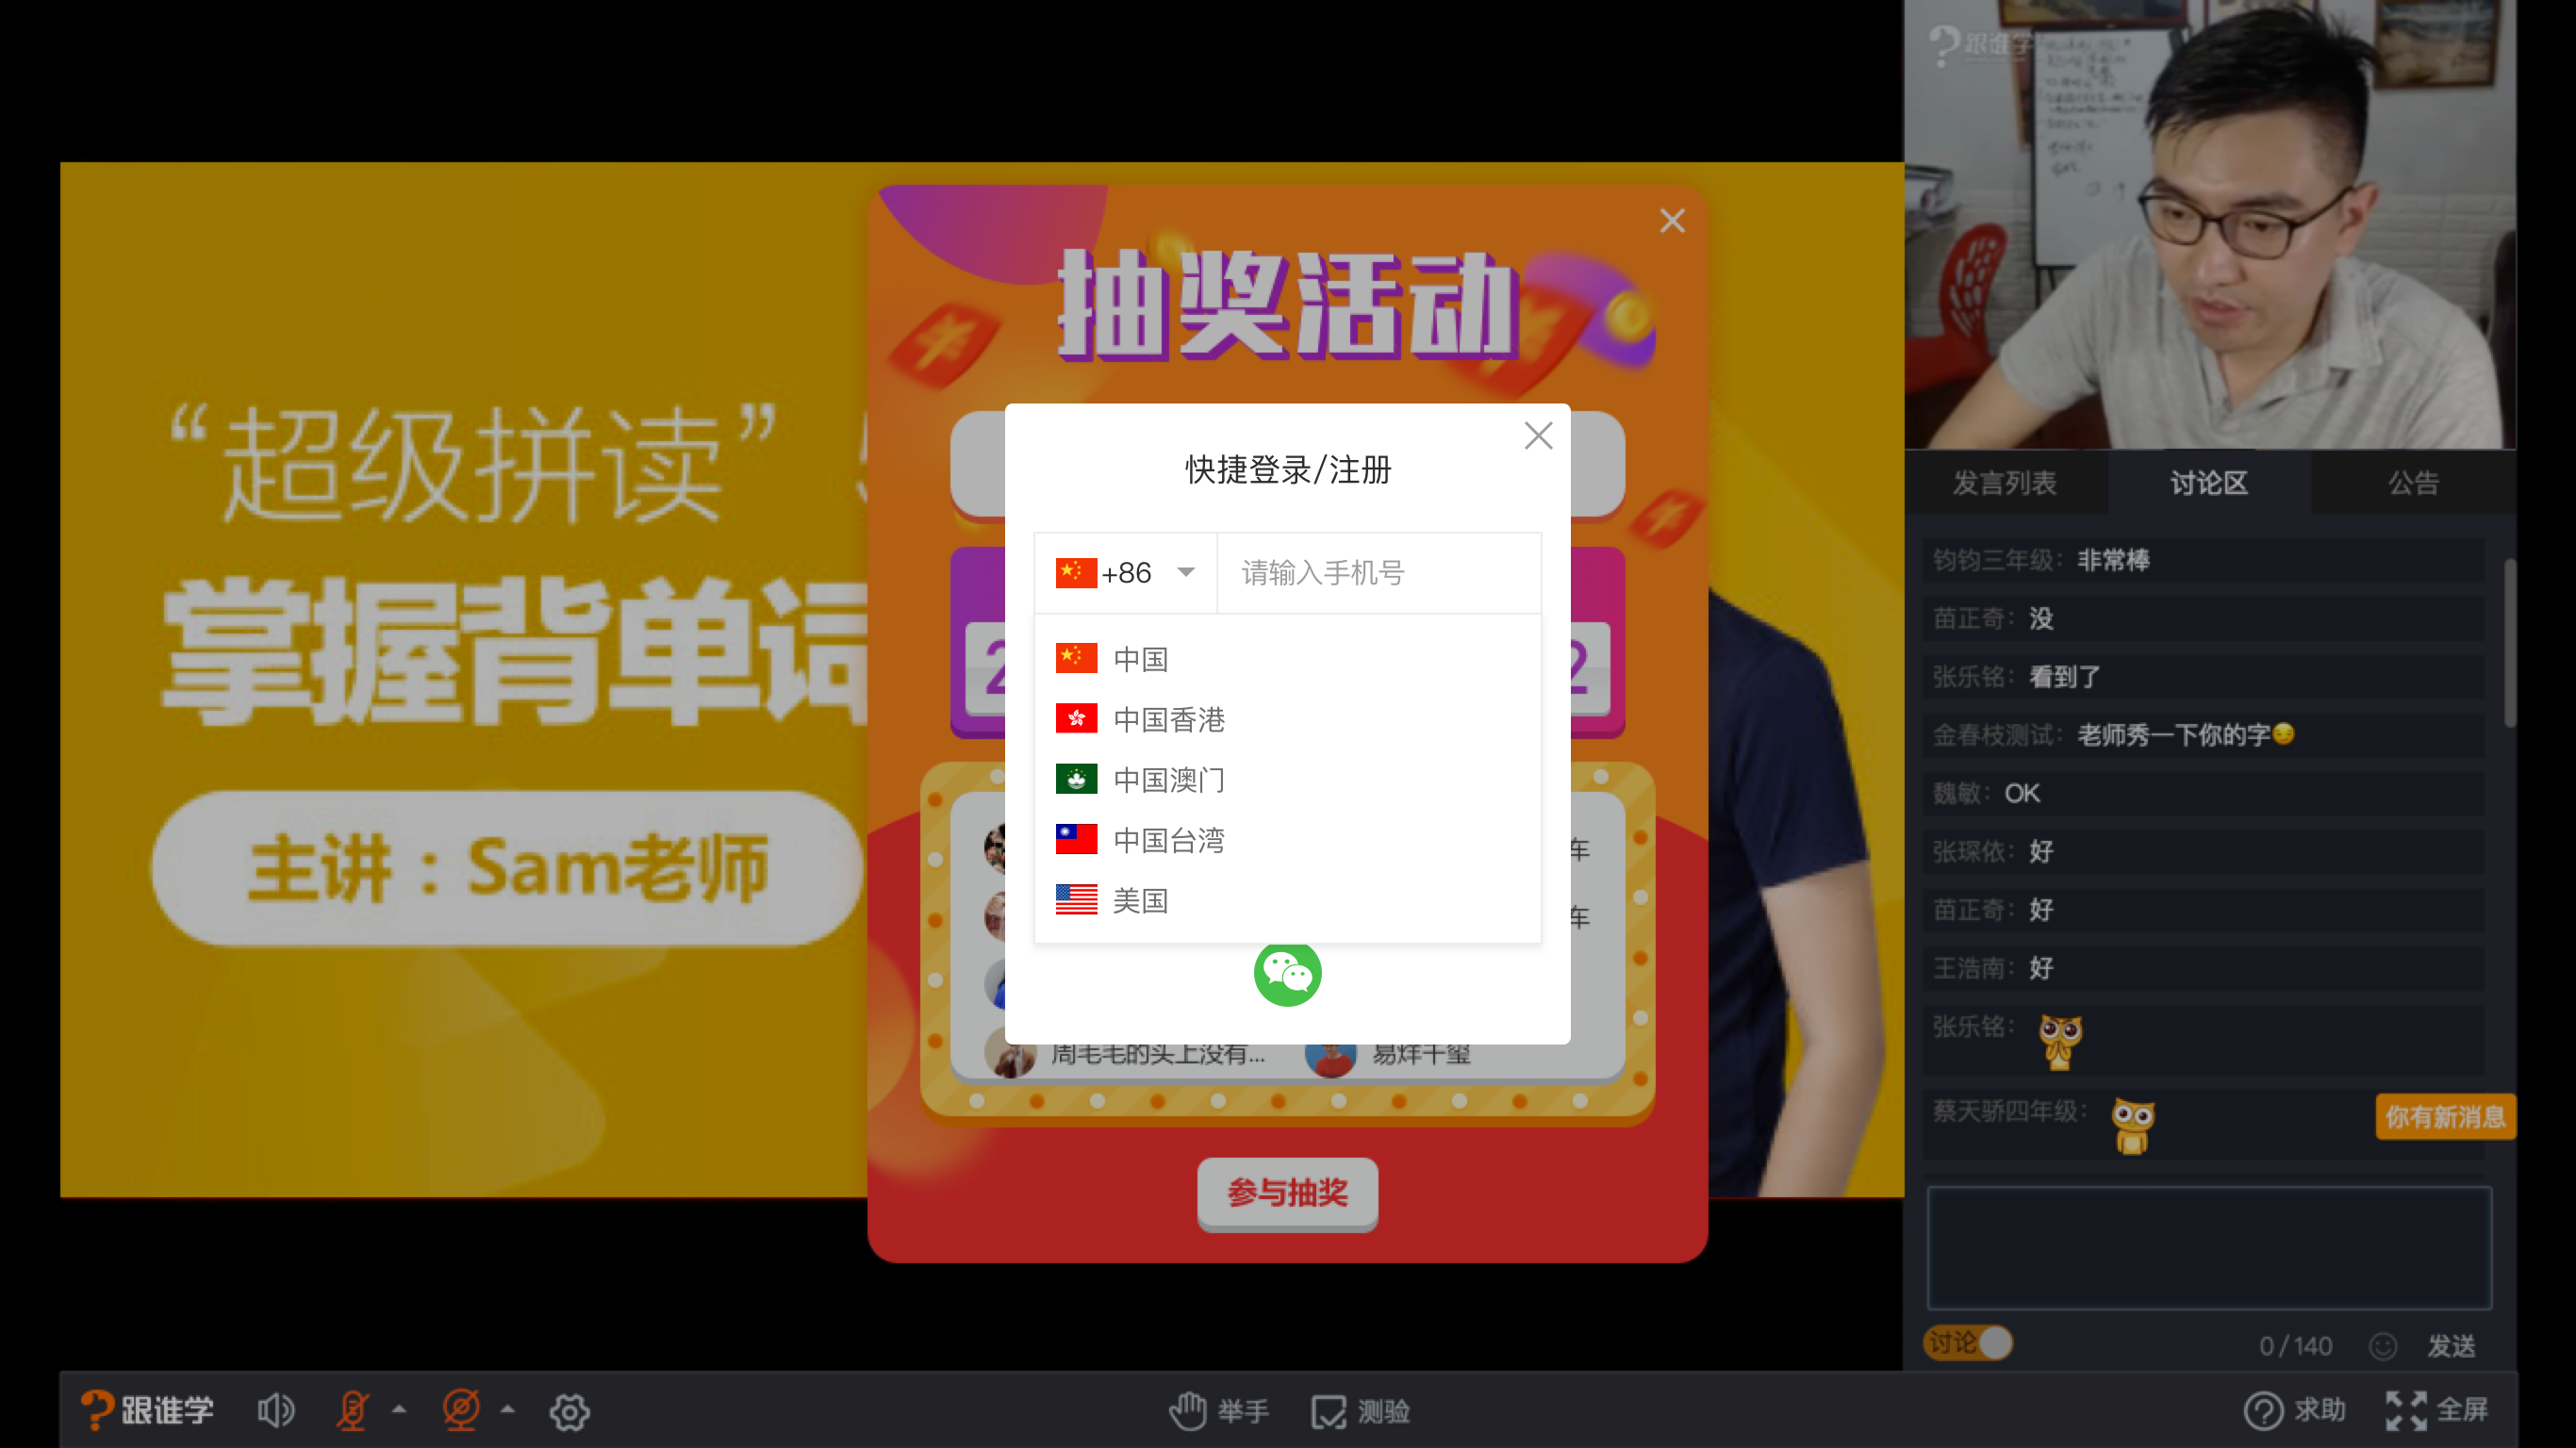 跟谁学
抽奖活动
“超级拼读”
掌握背单词
主讲：Sam老师
快捷登录/注册
+86
请输入手机号
中国
中国香港
中国澳门
中国台湾
美国
2
2
车
车
周毛毛的头上没有...
易烊千玺
参与抽奖
发言列表
讨论区
公告
钧钧三年级：非常棒
苗正奇：没
张乐铭：看到了
金春枝测试：老师秀一下你的字
魏敏：OK
张琛依：好
苗正奇：好
王浩南：好
张乐铭：
蔡天骄四年级：
你有新消息
讨论
0/140
发送
跟谁学
举手
测验
求助
全屏